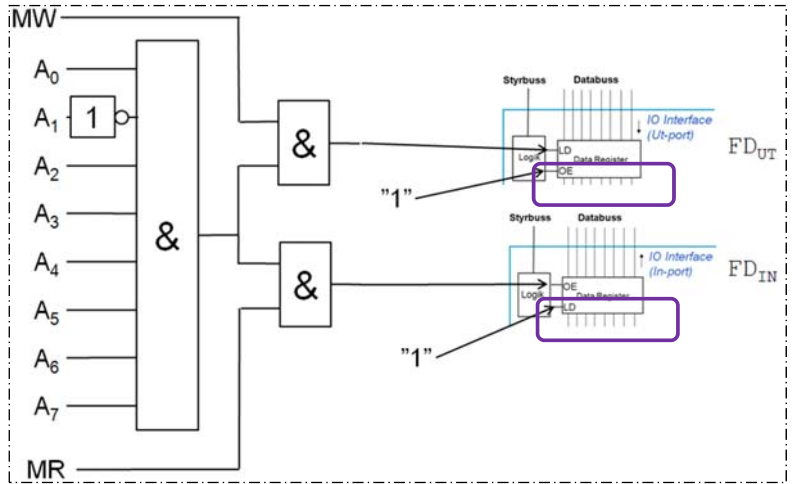 MW
A0
A1
1
A2
A3
A4
A5
A6
A7
MR
&
&
&
Styrbuss Databuss
IO Interface
(Ut-port)
Logik
LD
Data Register
OE
FDUT
"1"
Styrbuss Databuss
IO Interface
(In-port)
Logik
OE
Data Register
LD
FDIN
"1"